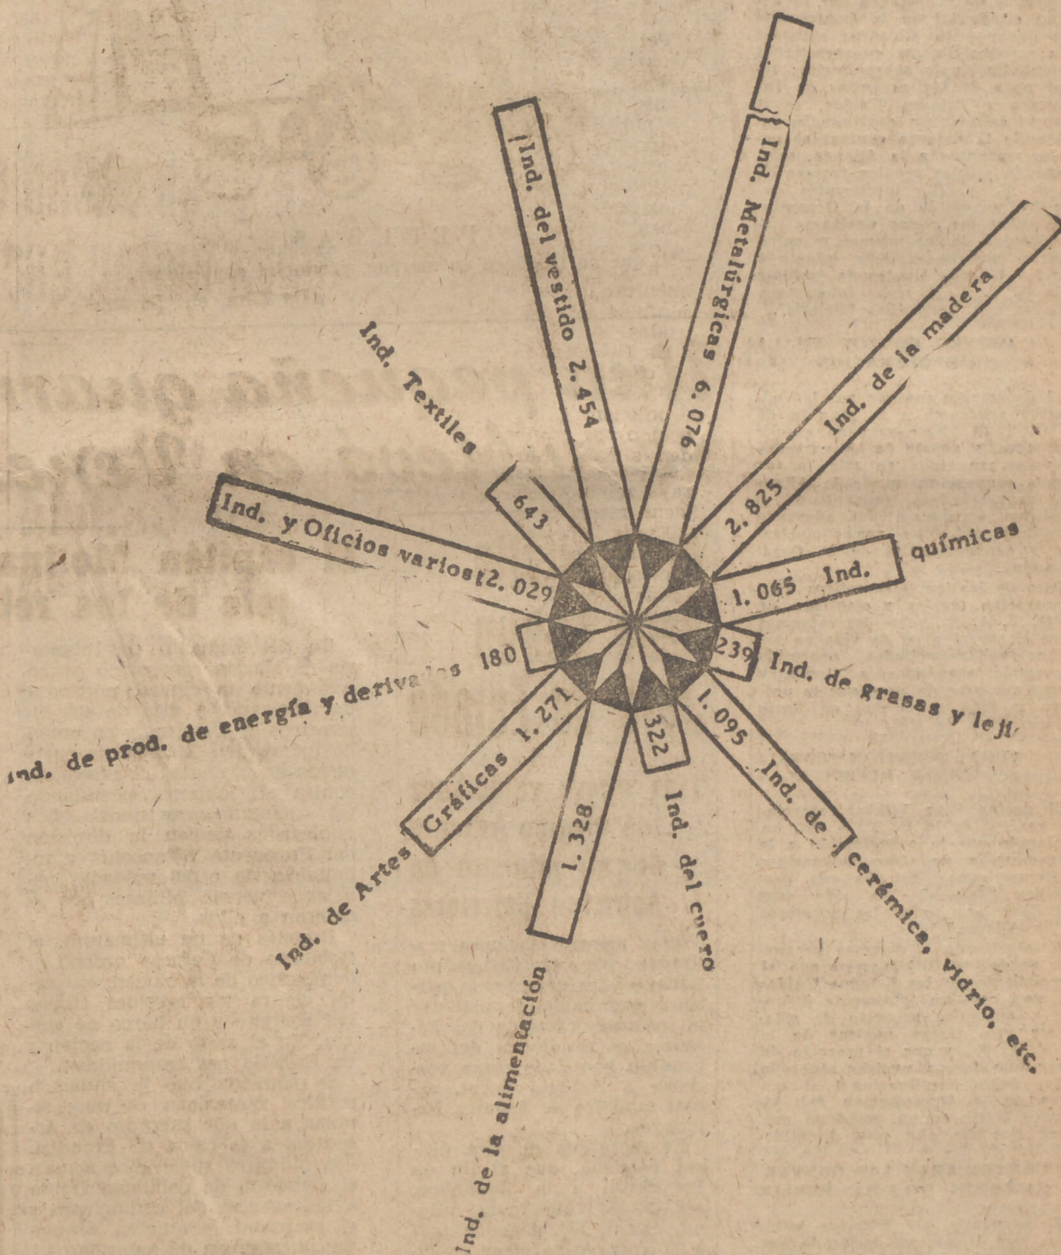 Ind. Metalúrgicas 6.076
Ind. de la madera
2.825
1.065 Ind. químicas
239 Ind. de grasas y
1.095 Ind. de cerámica, vidrio, etc.
322 Ind. del cuero
1.328
Ind. de la alimentación
Ind. de Artes Gráficas 1.271
Ind. de prod. de energía y 180
Ind. y Oficios varios 2.029
Ind. Textiles
643
Ind. del vestido 2.454